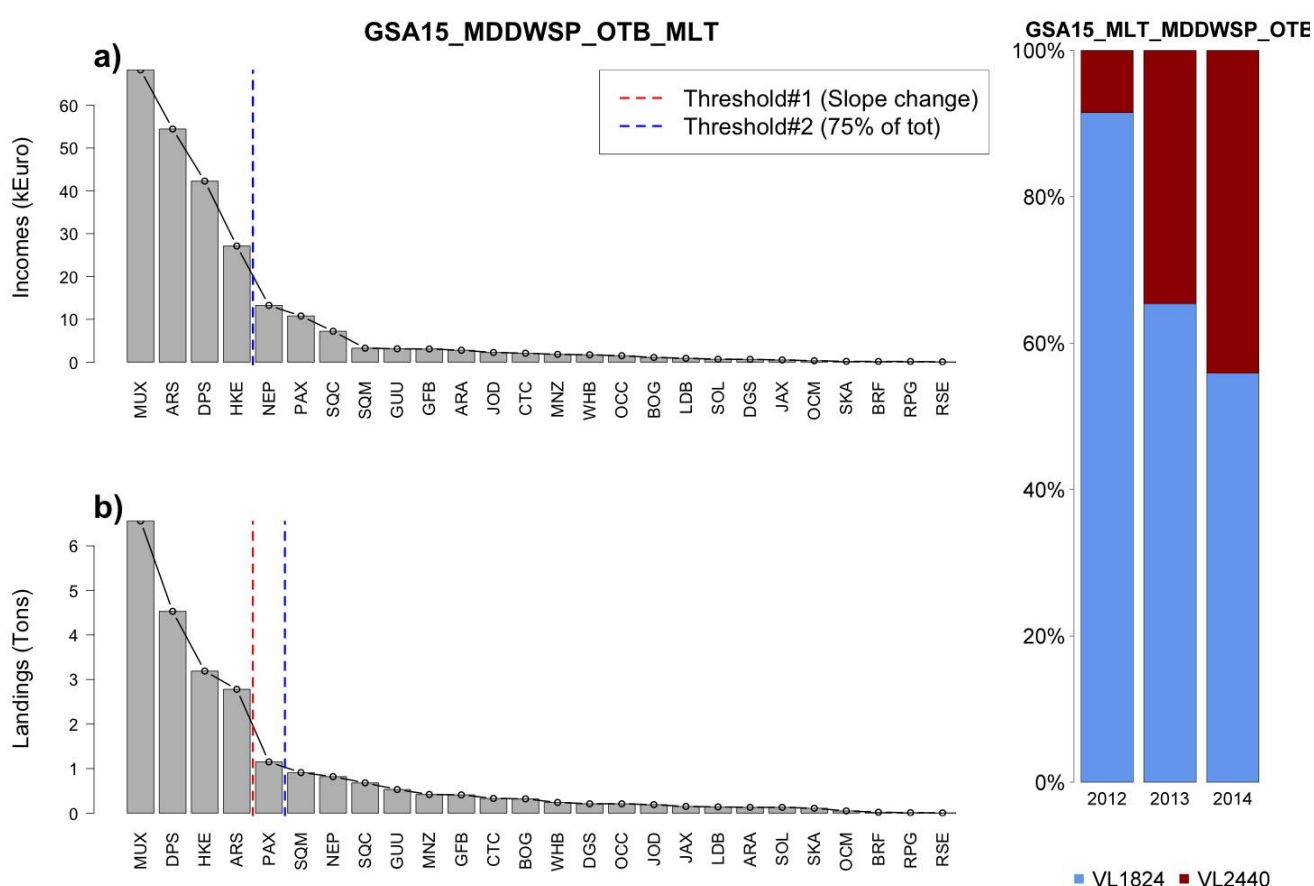 GSA15_MDDWSP_OTB_MLT
a)
Incomes (kEuro)
60
50
40
30
20
10
0
Threshold#1 (Slope change)
Threshold#2 (75% of tot)
MUX ARS DPS HKE NEP PAX SQC SQM GUU GFB ARA JOD CTC MNZ WHB OCC BOG LDB SOL DGS JAX OCM SKA BRF RPG RSE
b)
Landings (Tons)
6
5
4
3
2
1
0
MUX DPS HKE ARS PAX SQM NEP SQC GUU MNZ GFB CTC BOG WHB DGS OCC JOD JAX LDB ARA SOL SKA OCM BRF RPG RSE
GSA15_MLT_MDDWSP_OTB
100%
80%
60%
40%
20%
0%
2012 2013 2014
VL1824 VL2440